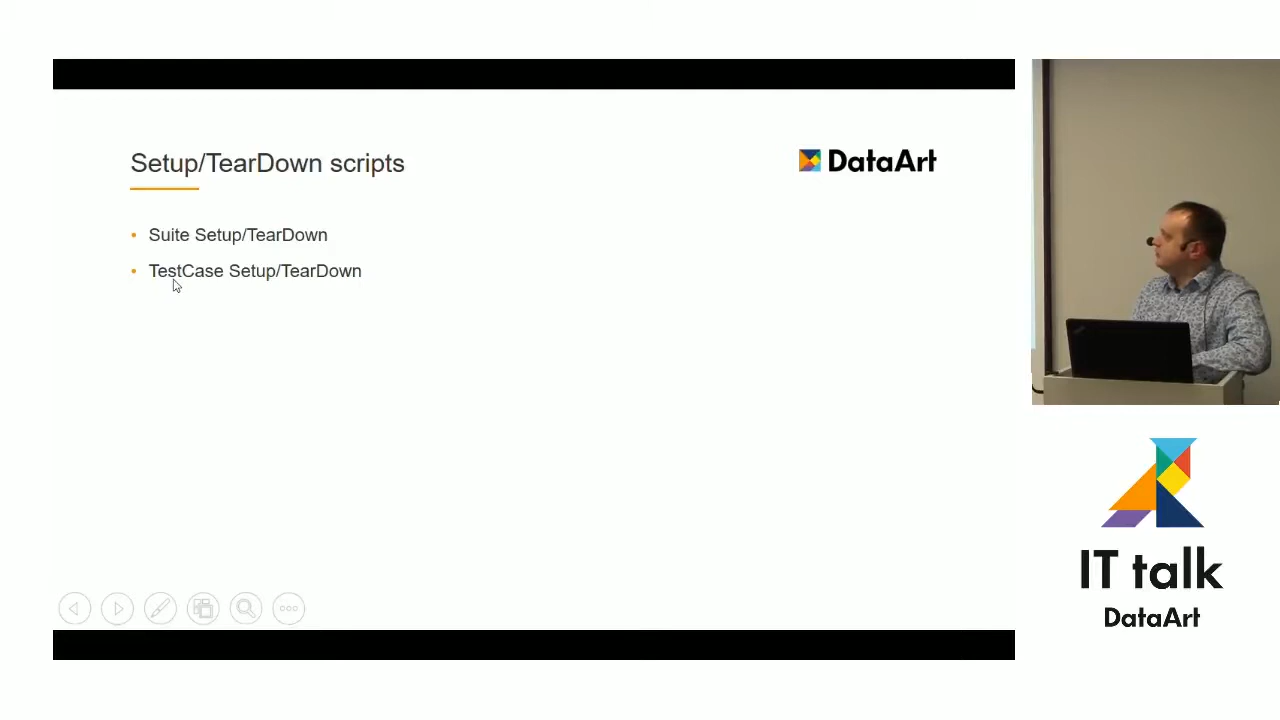 Setup/TearDown scripts
DataArt
• Suite Setup/TearDown
• TestCase Setup/TearDown
IT talk
DataArt